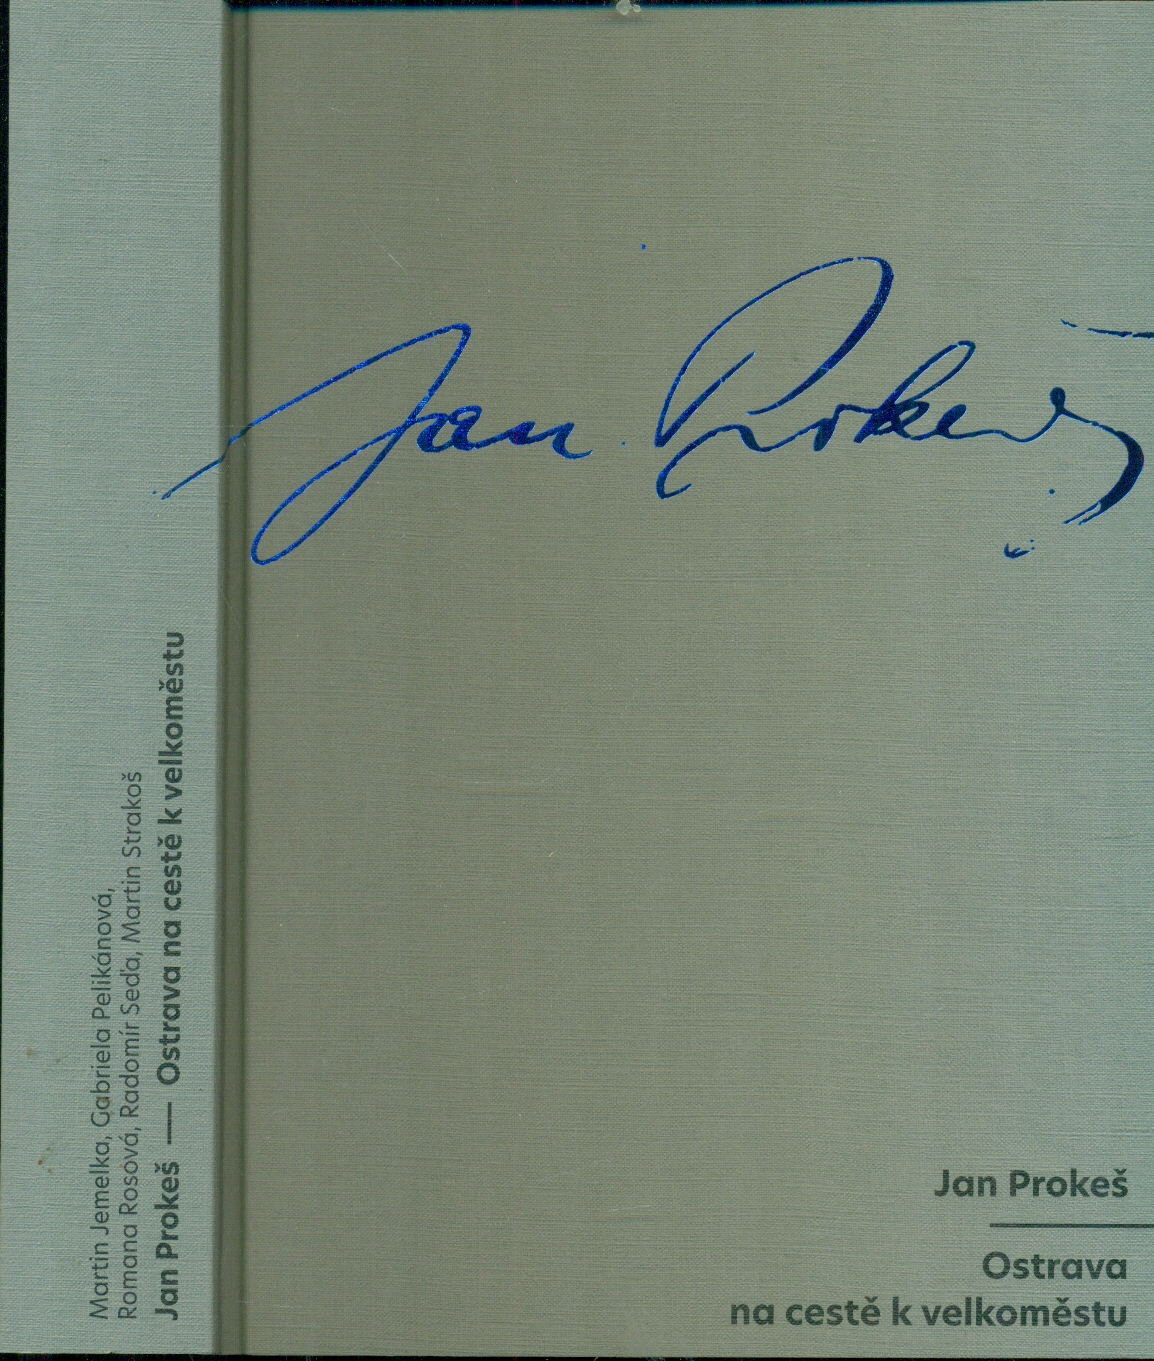 Martin Jemelka, Gabriela Pelikánová,
Romana Rosová, Radomír Seďa, Martin Strakoš
Jan Prokeš — Ostrava na cestě k velkoměstu
Jan Prokeš
Jan Prokeš
Ostrava
na cestě k velkoměstu